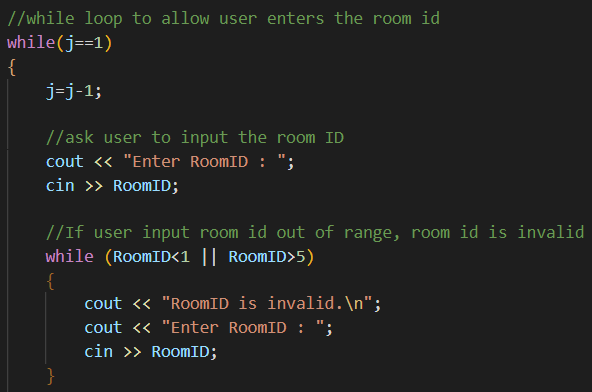 //while loop to allow user enters the room id
while(j==1)
{
j=j-1;
//ask user to input the room ID
cout << "Enter RoomID : ";
cin >> RoomID;
//If user input room id out of range, room id is invalid
while (RoomID<1 || RoomID>5)
{
cout << "RoomID is invalid.\n";
cout << "Enter RoomID : ";
cin >> RoomID;
}